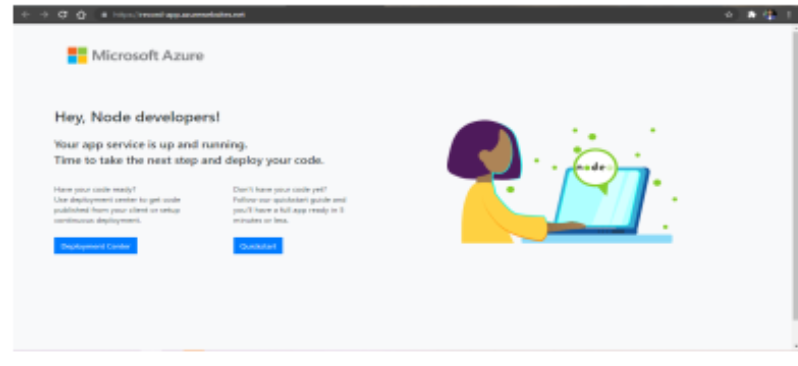 https://record-app.azurewebsites.net
Microsoft Azure
Hey, Node developers!
Your app service is up and running.
Time to take the next step and deploy your code.
Have your code ready?
Use deployment center to get code
published from your client or setup
continuous deployment.
Deployment Center
Don't have your code yet?
Follow our quickstart guide and
you'll have a full app ready in 5
minutes or less.
Quickstart
node